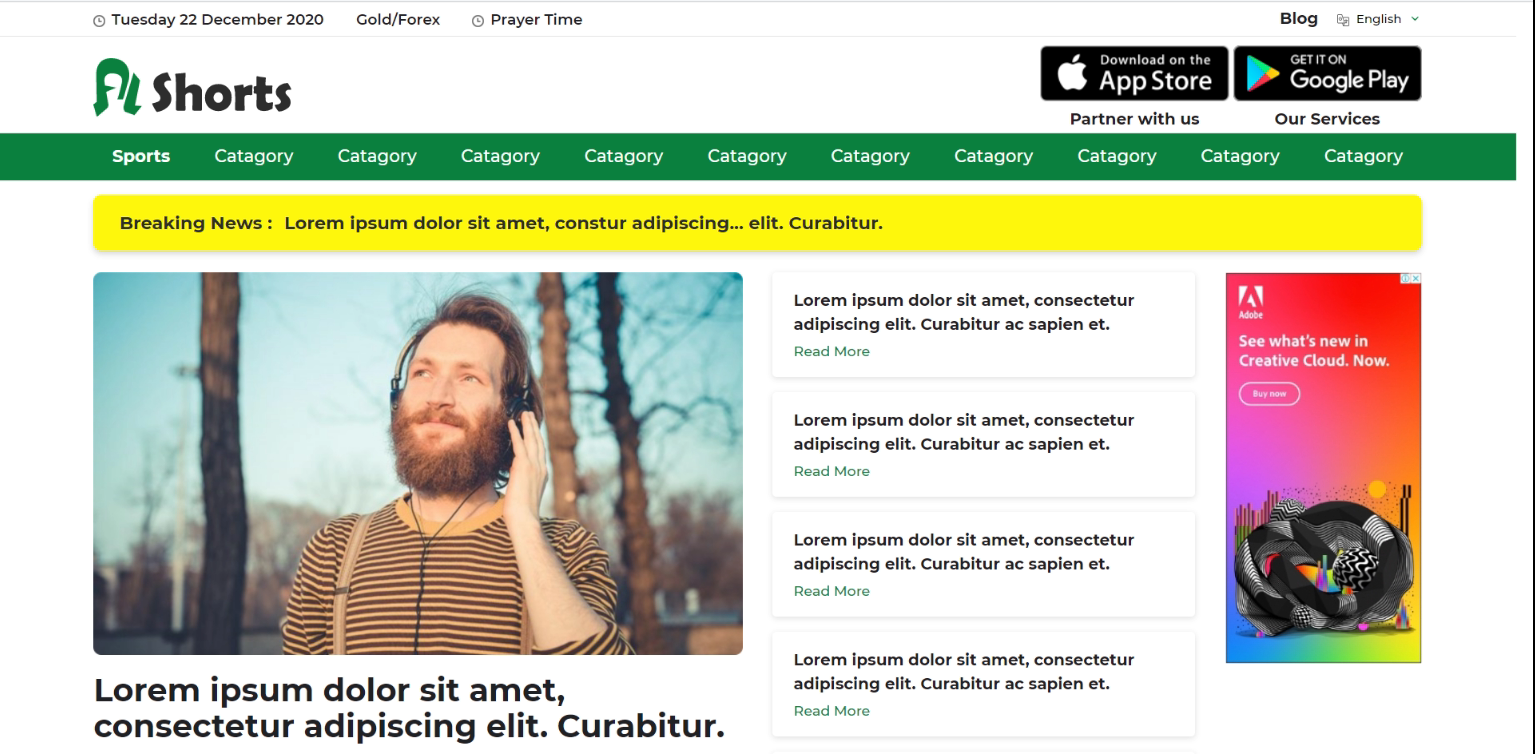 Tuesday 22 December 2020 Gold/Forex Prayer Time Blog English
Al Shorts
Download on the
App Store
GET IT ON
Google Play
Partner with us Our Services
Sports Catagory Catagory Catagory Catagory Catagory Catagory Catagory Catagory Catagory Catagory
Breaking News : Lorem ipsum dolor sit amet, constur adipiscing... elit. Curabitur.
Lorem ipsum dolor sit amet,
consectetur adipiscing elit. Curabitur.
Lorem ipsum dolor sit amet, consectetur
adipiscing elit. Curabitur ac sapien et.
Read More
Lorem ipsum dolor sit amet, consectetur
adipiscing elit. Curabitur ac sapien et.
Read More
Lorem ipsum dolor sit amet, consectetur
adipiscing elit. Curabitur ac sapien et.
Read More
Lorem ipsum dolor sit amet, consectetur
adipiscing elit. Curabitur ac sapien et.
Read More
Adobe
See what's new in
Creative Cloud. Now.
Buy now